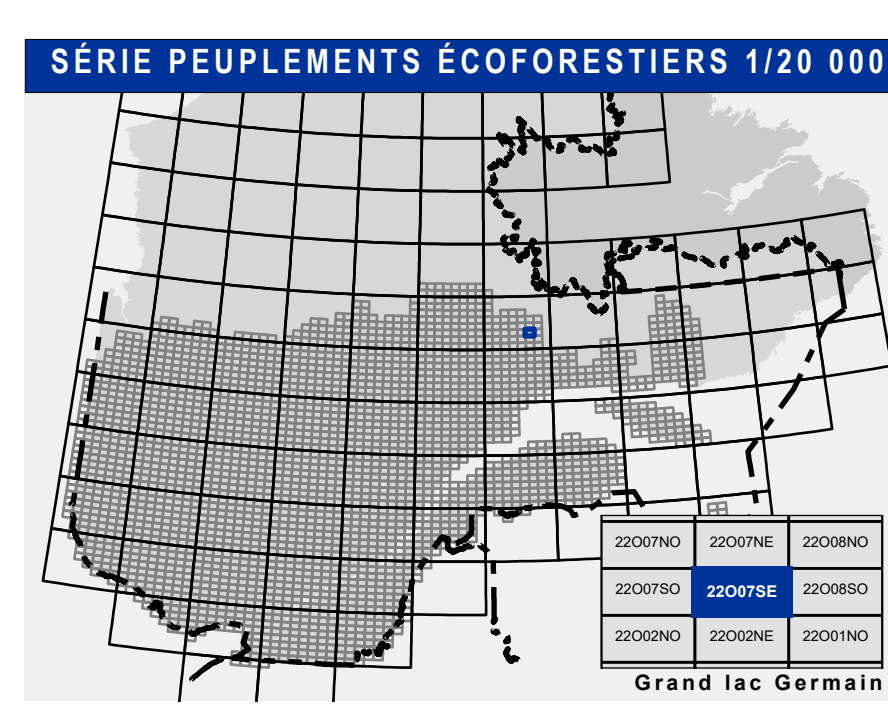 SÉRIE PEUPLEMENTS ÉCOFORESTIERS 1/20 000
22O07NO 22O07NE 22O08NO
22O07SO 22O07SE 22O08SO
22O02NO 22O02NE 22O01NO
Grand lac Germain